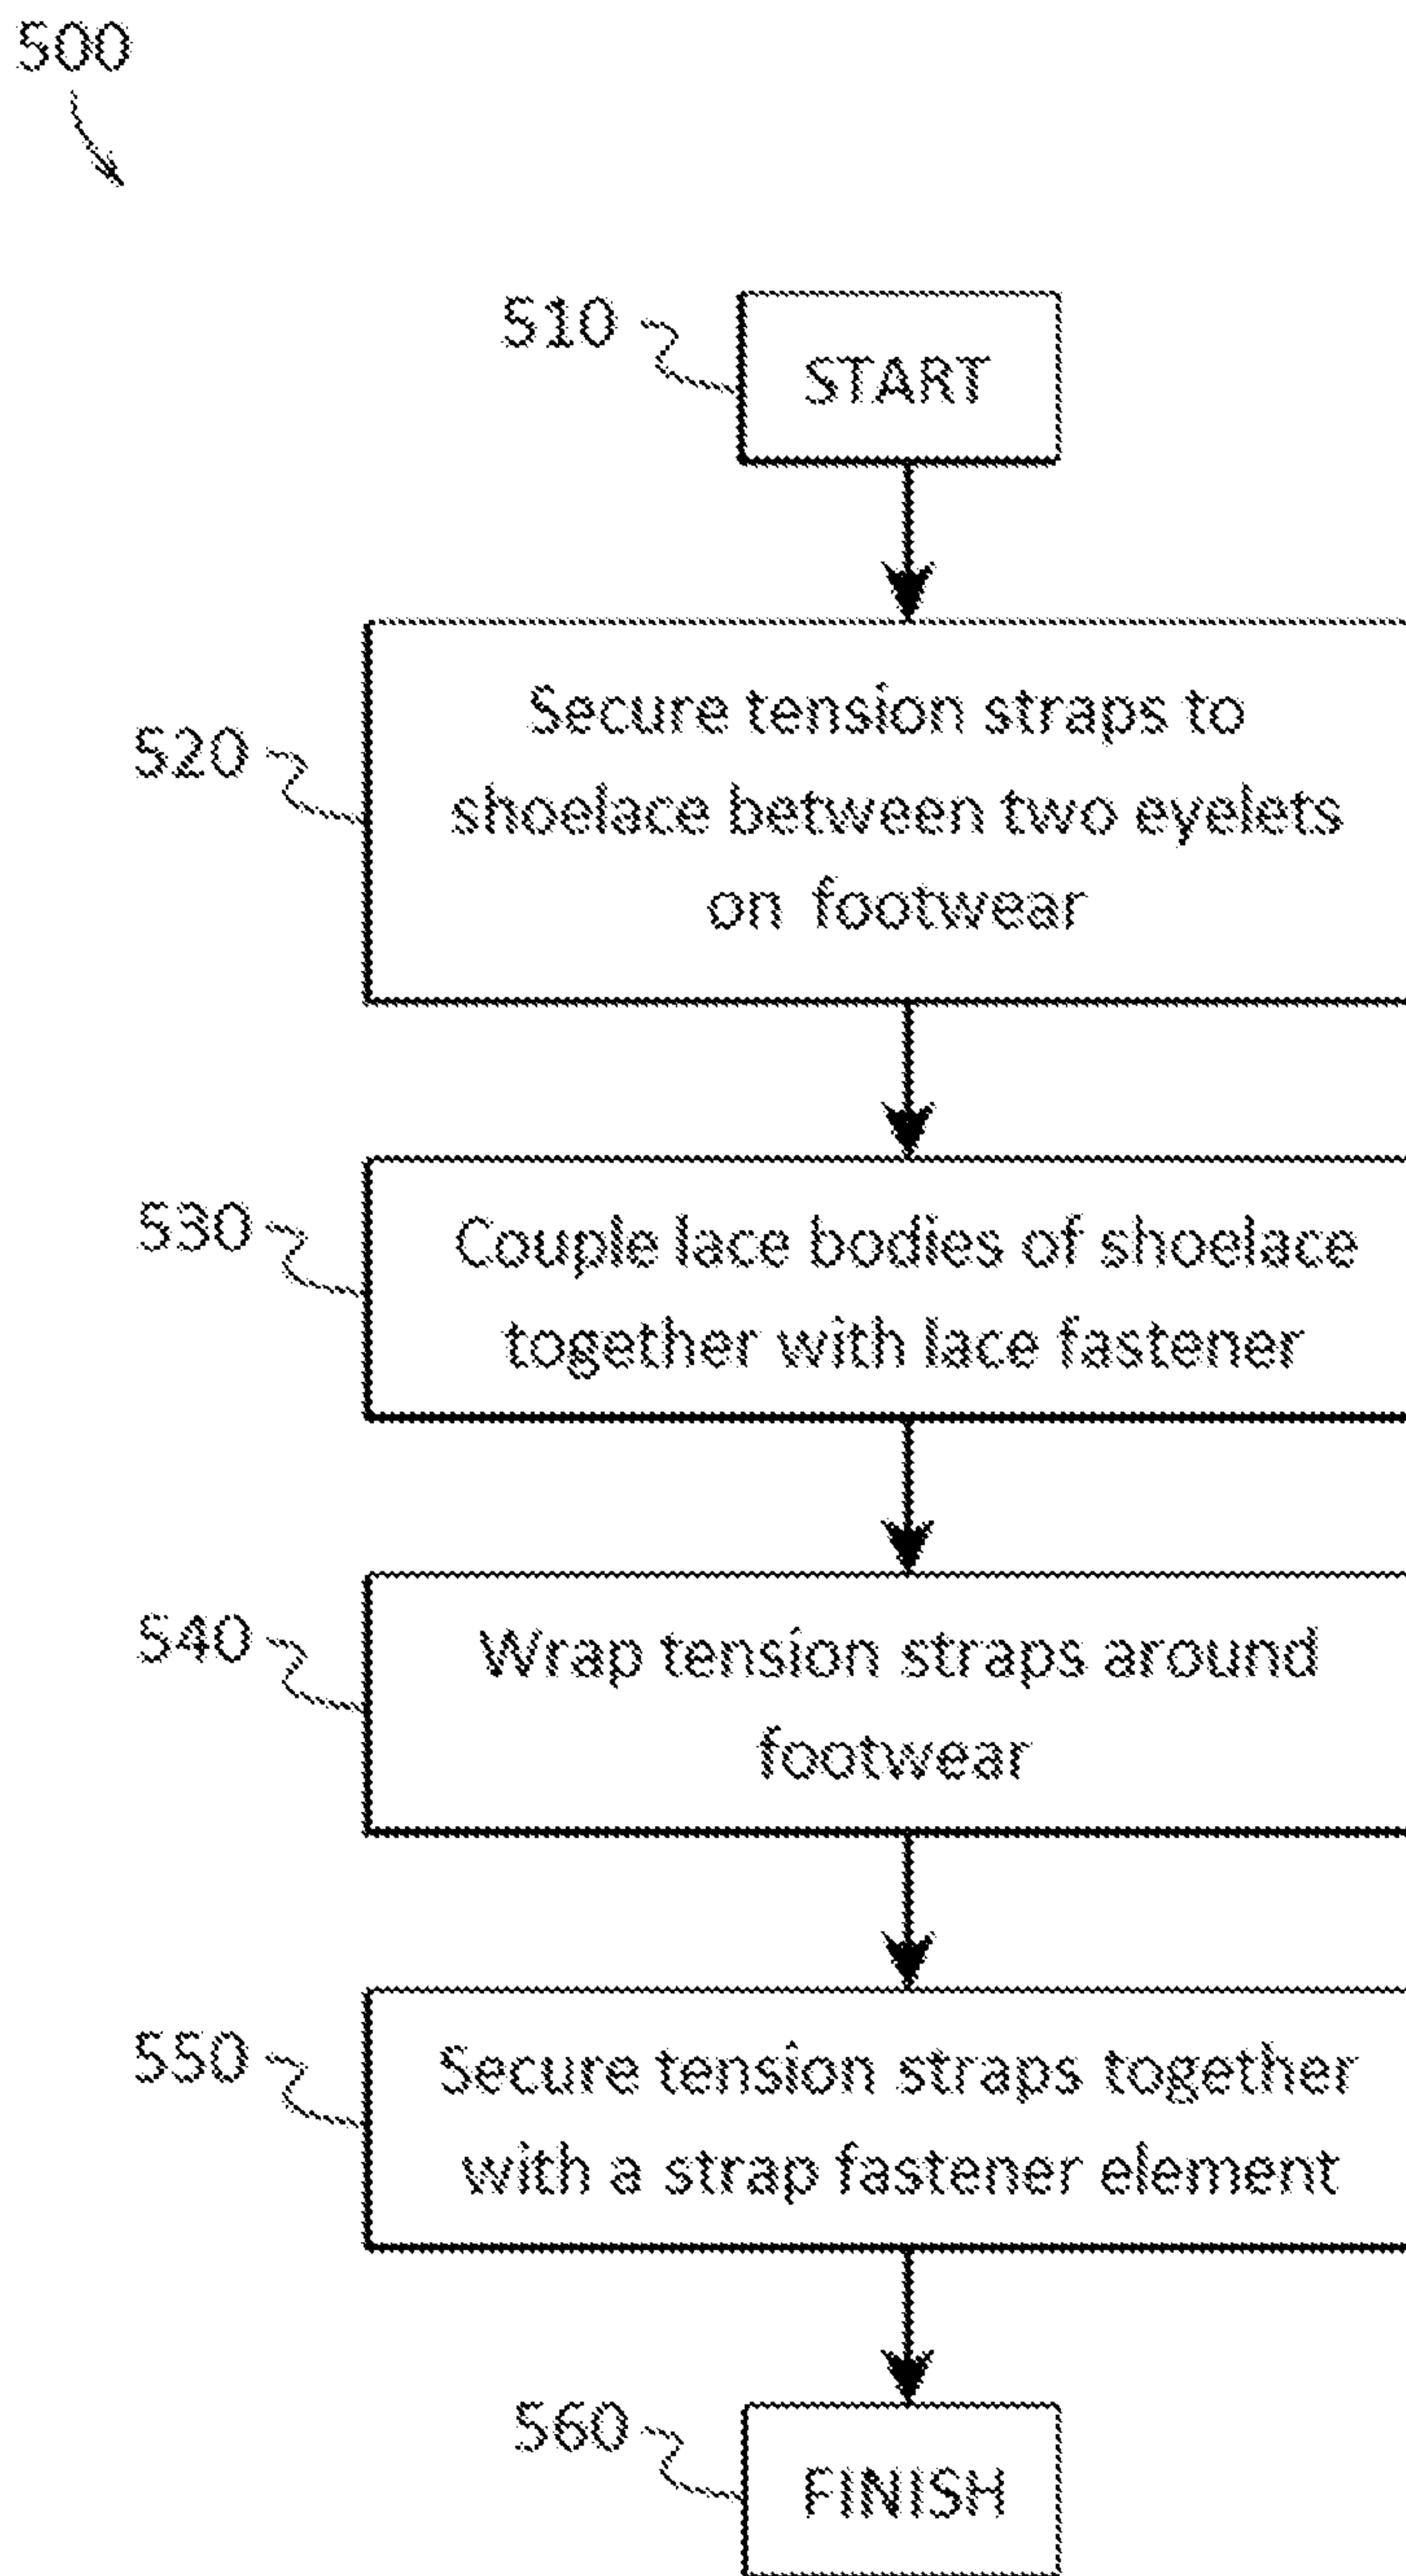 500
510
START
520
Secure tension straps to
shoelace between two eyelets
on footwear
530
Couple lace bodies of shoelace
together with lace fastener
540
Wrap tension straps around
footwear
550
Secure tension straps together
with a strap fastener element
560
FINISH